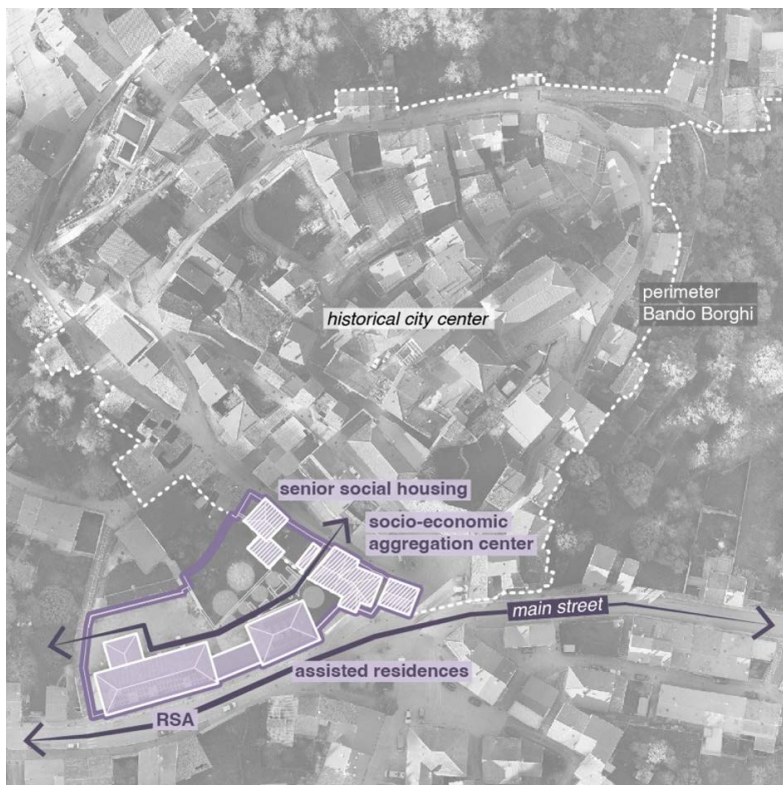 historical city center
perimeter
Bando Borghi
senior social housing
socio-economic
aggregation center
main street
assisted residences
RSA